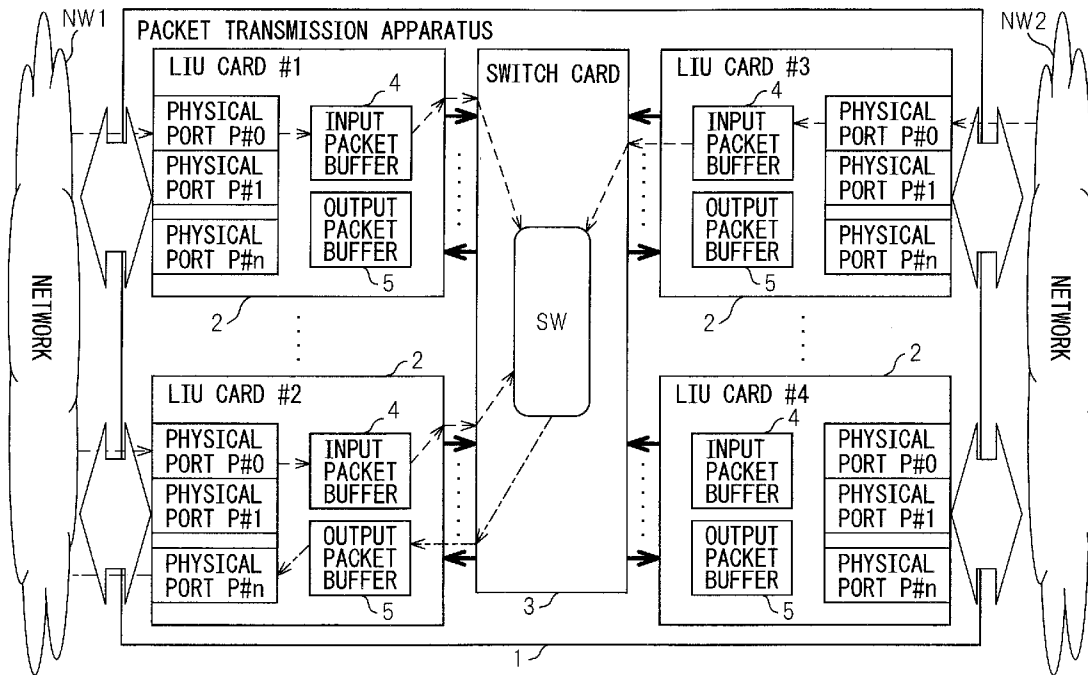 NW1
PACKET TRANSMISSION APPARATUS
NW2
LIU CARD #1
PHYSICAL
PORT P#0
PHYSICAL
PORT P#1
PHYSICAL
PORT P#n
4
INPUT
PACKET
BUFFER
OUTPUT
PACKET
BUFFER
5
2
SWITCH CARD
SW
3
LIU CARD #3
4
INPUT
PACKET
BUFFER
OUTPUT
PACKET
BUFFER
5
PHYSICAL
PORT P#0
PHYSICAL
PORT P#1
PHYSICAL
PORT P#n
2
NETWORK
NETWORK
2
LIU CARD #2
PHYSICAL
PORT P#0
PHYSICAL
PORT P#1
PHYSICAL
PORT P#n
4
INPUT
PACKET
BUFFER
OUTPUT
PACKET
BUFFER
5
2
LIU CARD #4
4
INPUT
PACKET
BUFFER
OUTPUT
PACKET
BUFFER
5
PHYSICAL
PORT P#0
PHYSICAL
PORT P#1
PHYSICAL
PORT P#n
1